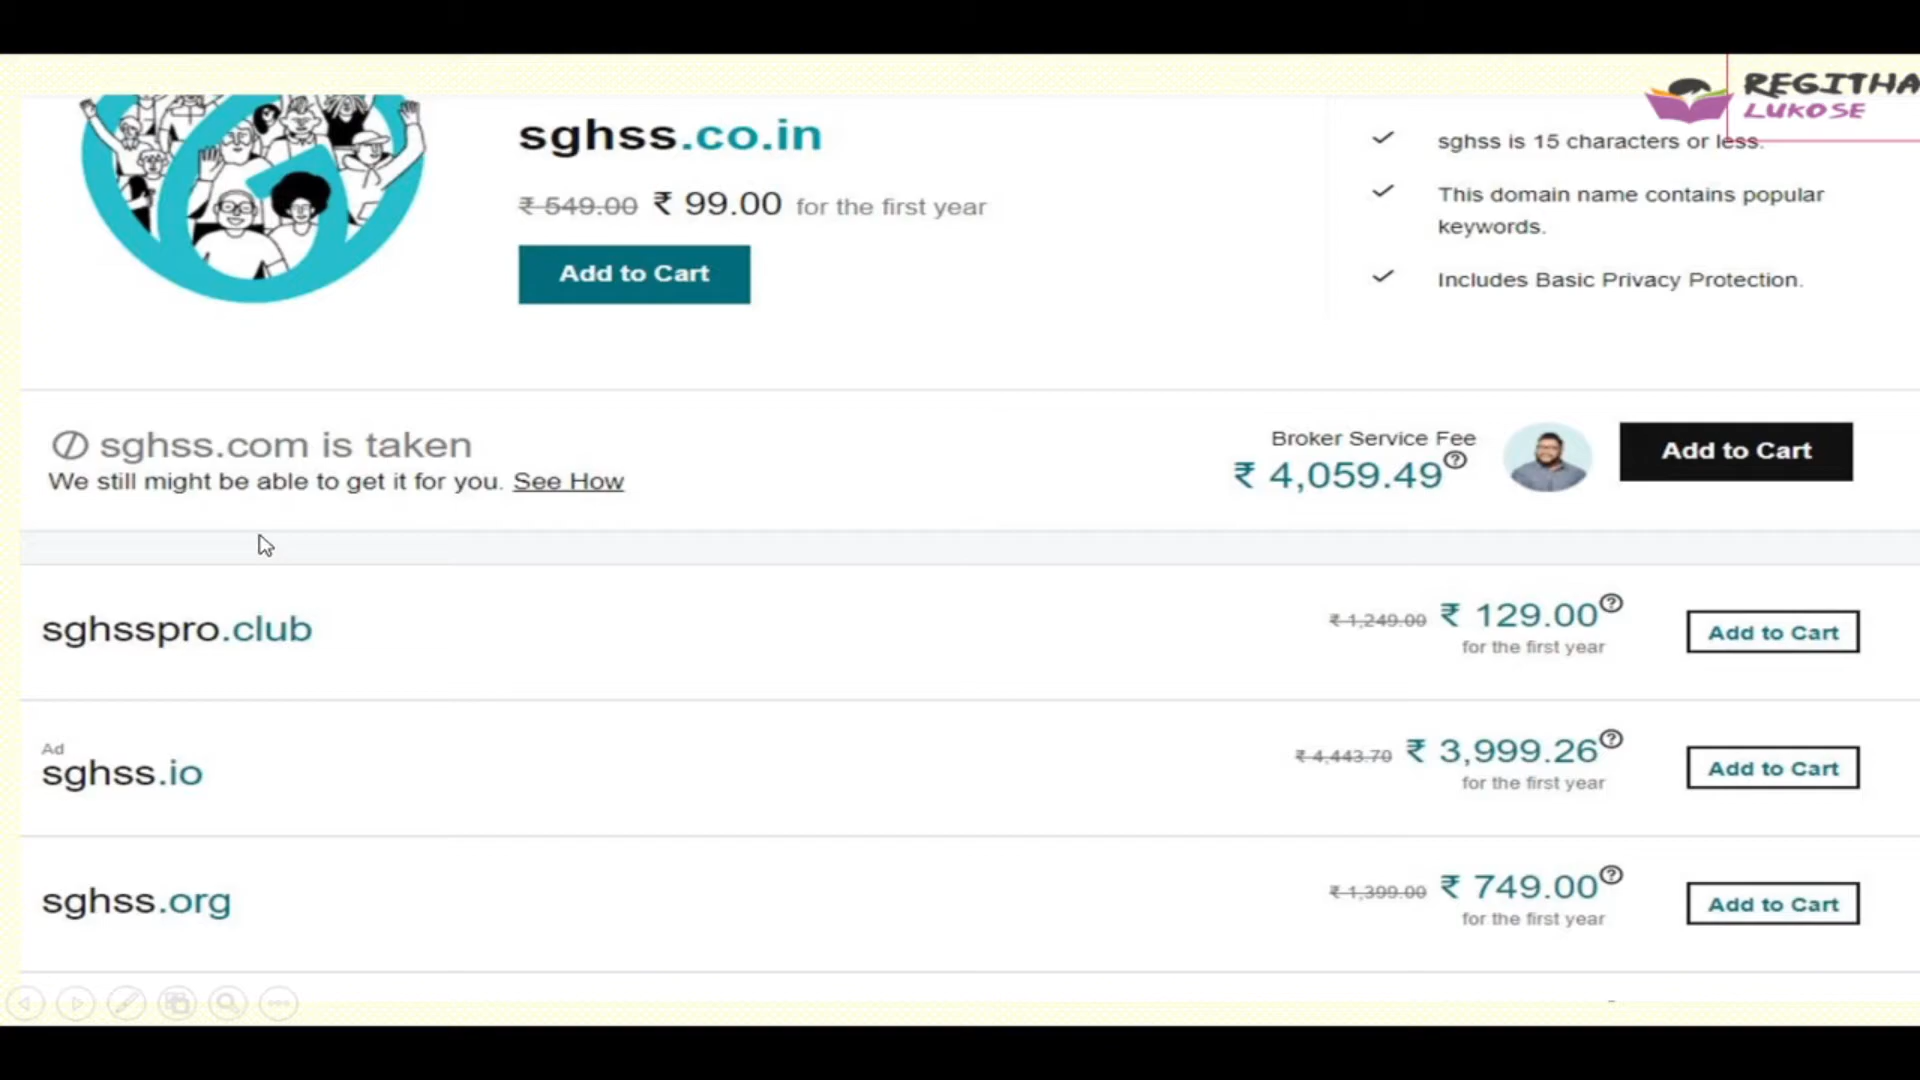 REGITHA
LUKOSE
sghss.co.in
₹ 549.00 ₹ 99.00 for the first year
Add to Cart
sghss is 15 characters or less.
This domain name contains popular
keywords.
Includes Basic Privacy Protection.
sghss.com is taken
We still might be able to get it for you. See How
Broker Service Fee
₹ 4,059.49
Add to Cart
sghsspro.club
₹ 1,249.00 ₹ 129.00
for the first year
Add to Cart
Ad
sghss.io
₹ 4,443.70 ₹ 3,999.26
for the first year
Add to Cart
sghss.org
₹ 1,399.00 ₹ 749.00
for the first year
Add to Cart